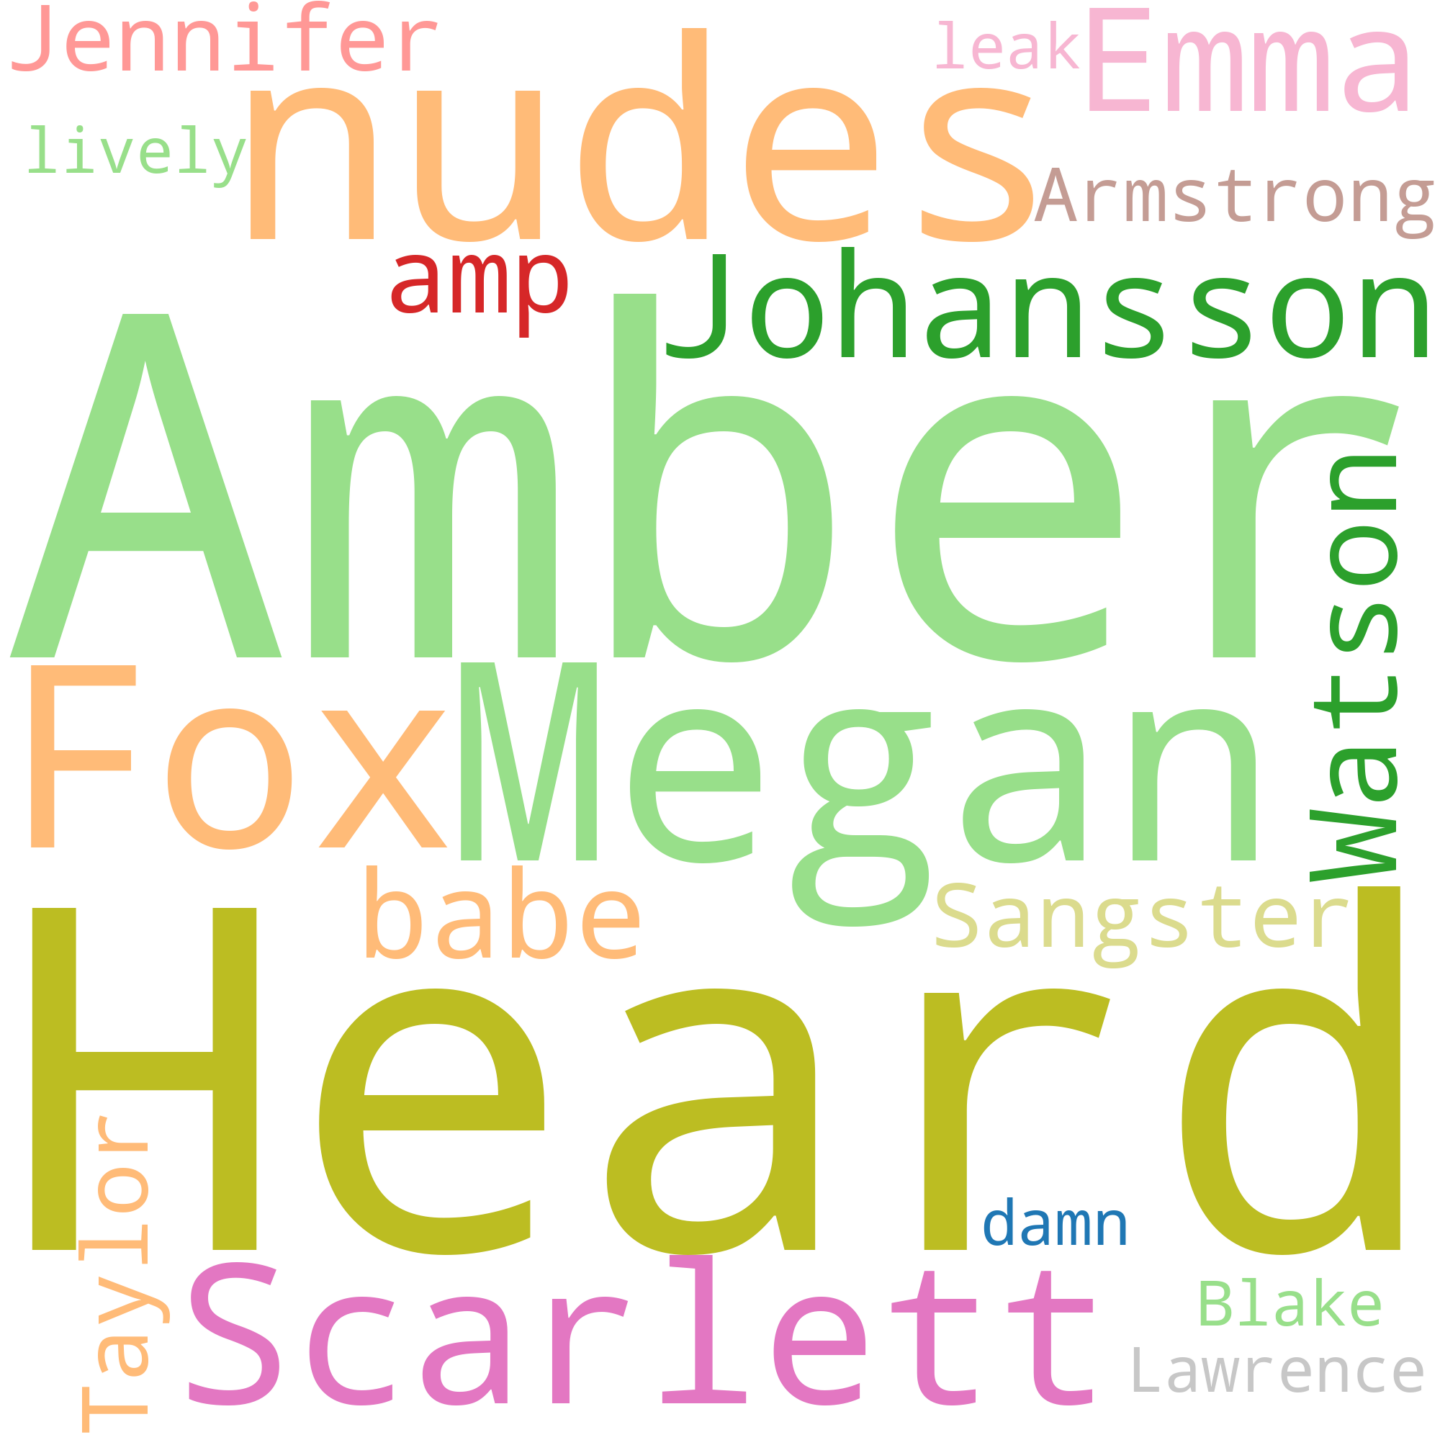 Jennifer
leak
Emma
nudes
lively
Armstrong
amp
Johansson
Amber
Watson
Fox
Megan
babe
Sangster
Heard
Taylor
damn
Scarlett
Blake
Lawrence